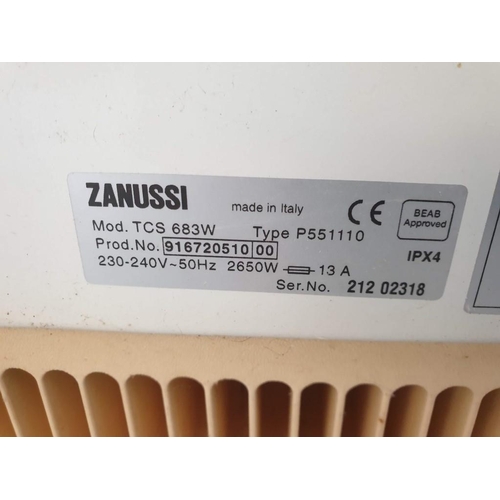 ZANUSSI made in Italy CE BEAB Approved
Mod. TCS 683W Type P551110
Prod.No. 916720510 00 IPX4
230-240V~50Hz 2650W 13 A
Ser.No. 212 02318